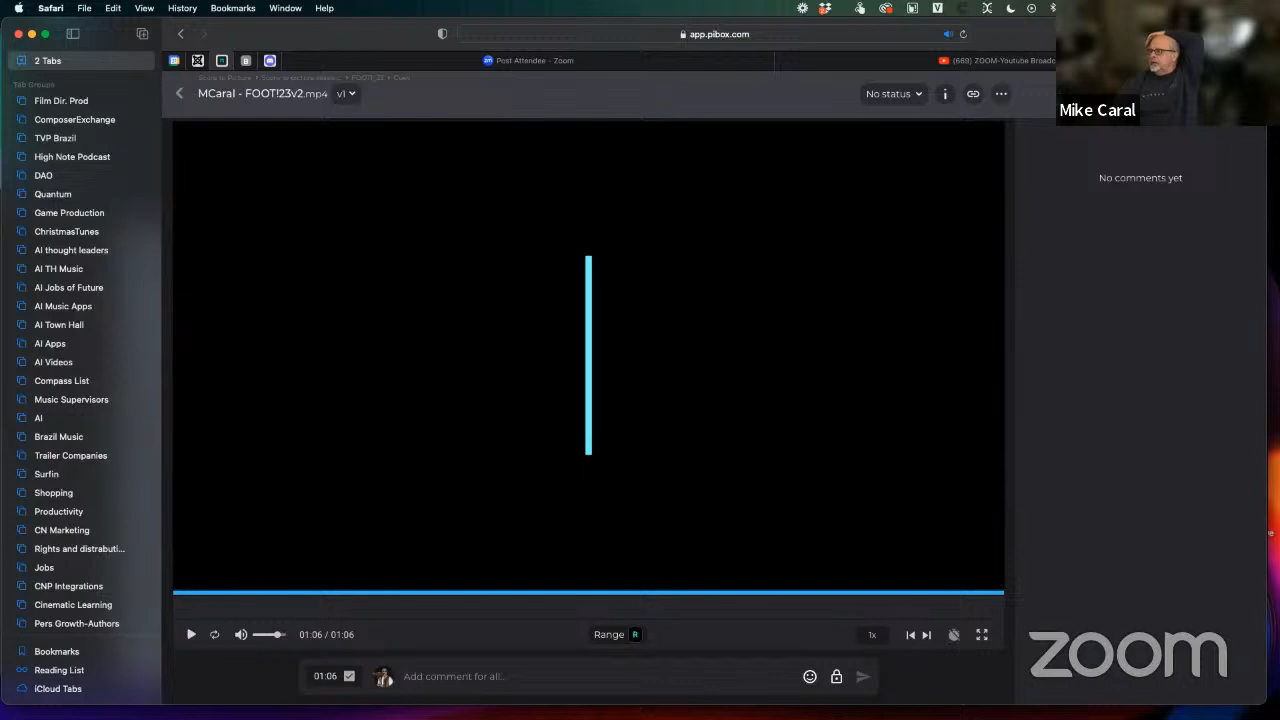 Safari File Edit View History Bookmarks Window Help
app.pibox.com
2 Tabs
Post Attendee - Zoom
(669) ZOOM-Youtube Broadc
Tab Groups
MCaral - FOOT!23v2.mp4 v1
No status
Mike Caral
Film Dir. Prod
ComposerExchange
TVP Brazil
High Note Podcast
DAO
Quantum
Game Production
ChristmasTunes
AI thought leaders
AI TH Music
AI Jobs of Future
AI Music Apps
AI Town Hall
AI Apps
AI Videos
Compass List
Music Supervisors
AI
Brazil Music
Trailer Companies
Surfin
Shopping
Productivity
CN Marketing
Rights and distributi...
Jobs
CNP Integrations
Cinematic Learning
Pers Growth-Authors
Bookmarks
Reading List
iCloud Tabs
No comments yet
01:06 / 01:06
Range R
1x
01:06
Add comment for all...
zoom